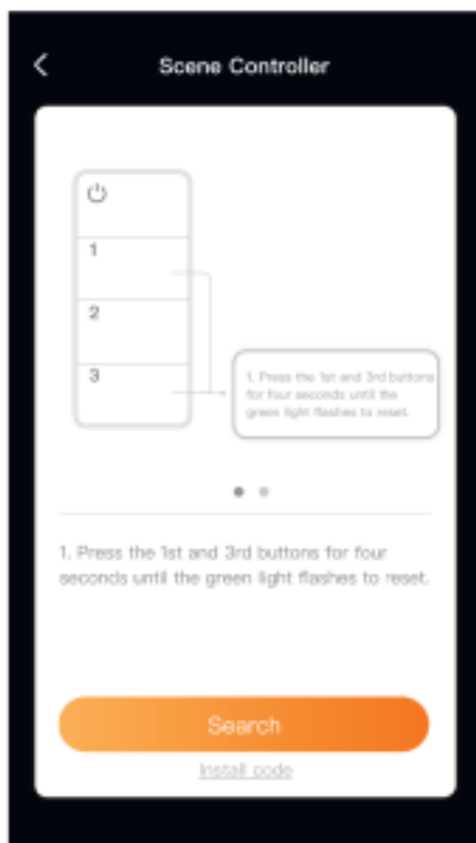 Scene Controller
1
2
3
1. Press the 1st and 3rd buttons
for four seconds until the
green light flashes to reset.
1. Press the 1st and 3rd buttons for four
seconds until the green light flashes to reset.
Search
Install code